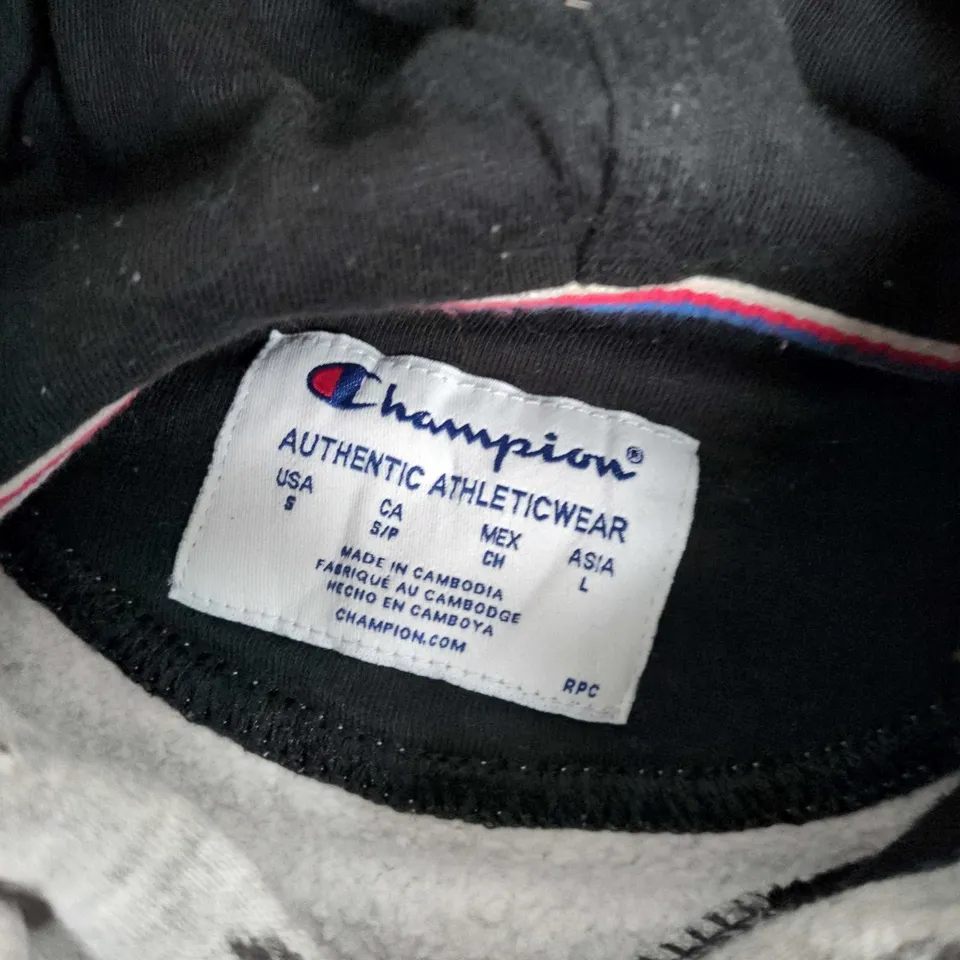 Champion®
AUTHENTIC ATHLETICWEAR
USA CA MEX ASIA
S S/P CH L
MADE IN CAMBODIA
FABRIQUÉ AU CAMBODGE
HECHO EN CAMBOYA
CHAMPION.COM
RPC